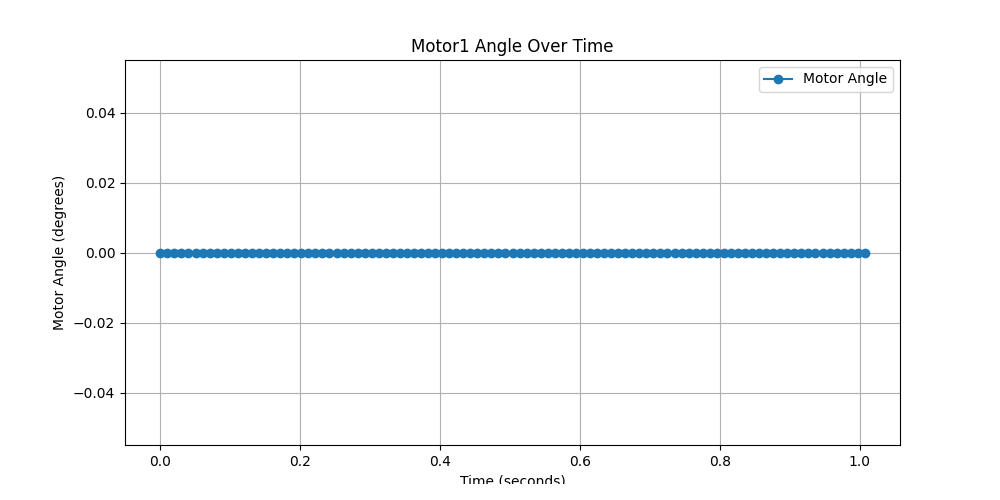 Motor1 Angle Over Time
Motor Angle
Motor Angle (degrees)
0.04
0.02
0.00
−0.02
−0.04
0.0 0.2 0.4 0.6 0.8 1.0
Time (seconds)